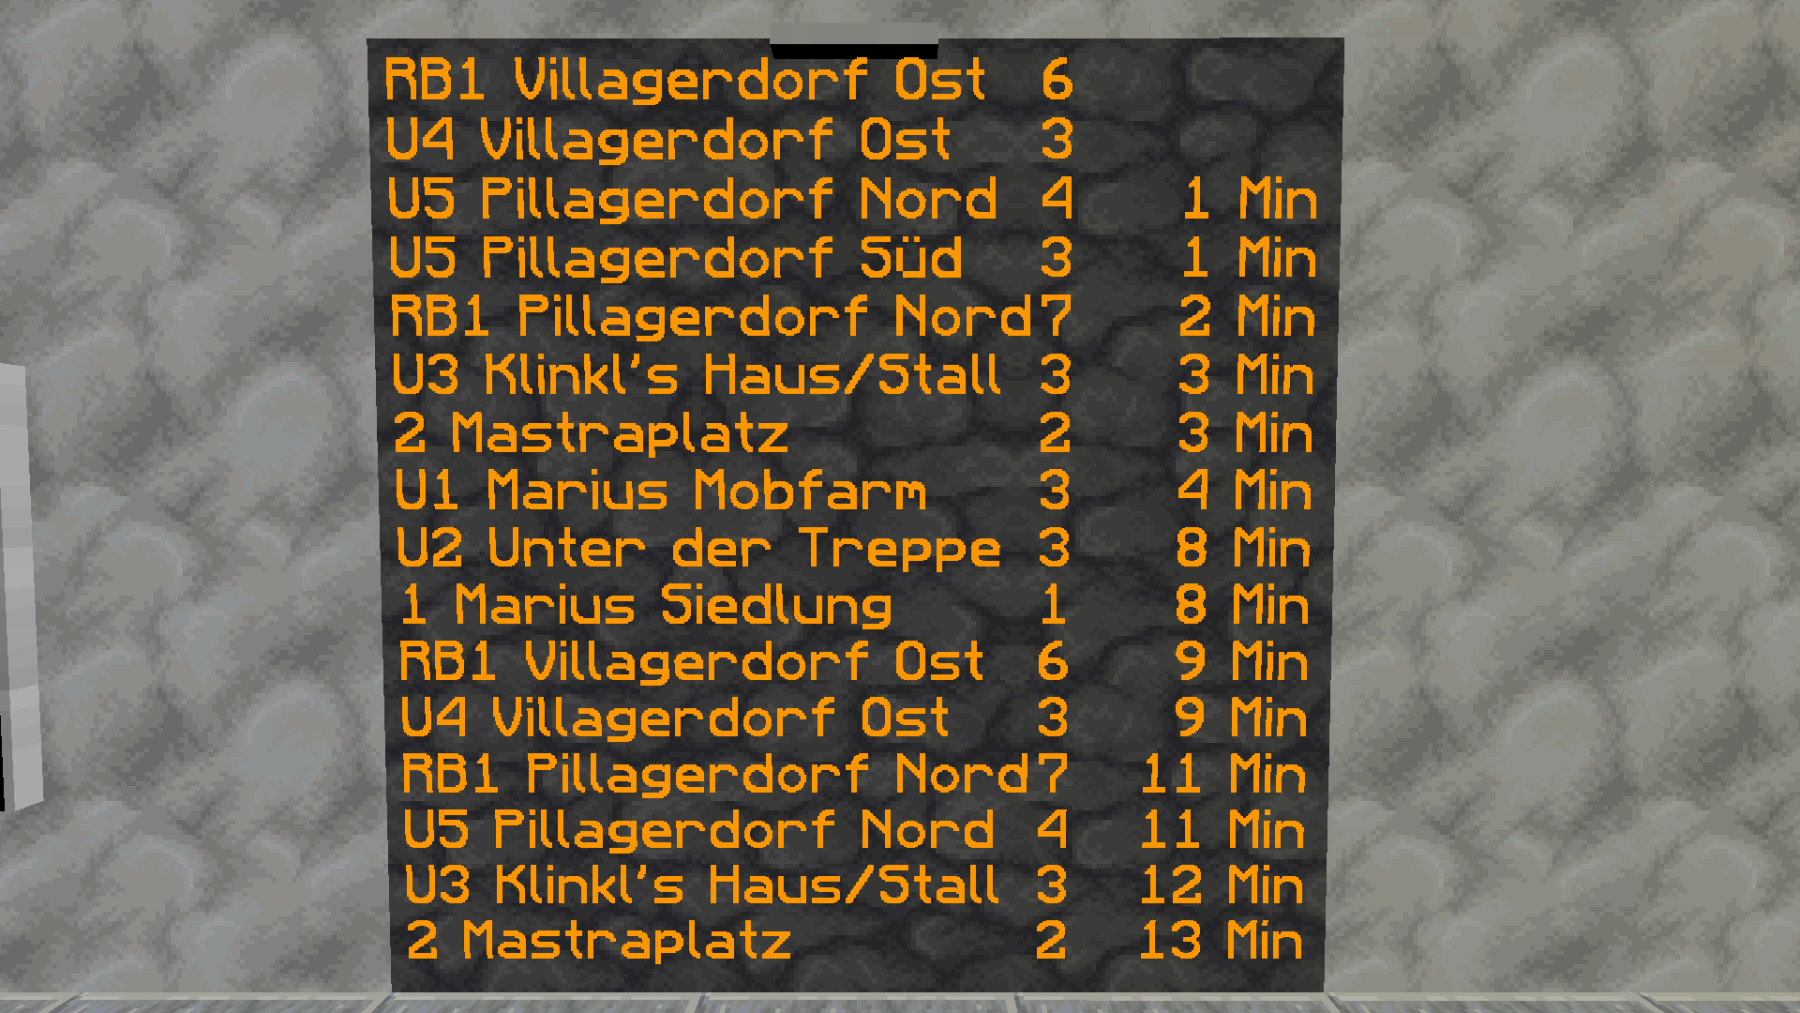 RB1 Villagerdorf Ost 6
U4 Villagerdorf Ost 3
U5 Pillagerdorf Nord 4 1 Min
U5 Pillagerdorf Süd 3 1 Min
RB1 Pillagerdorf Nord 7 2 Min
U3 Klinkl's Haus/Stall 3 3 Min
2 Mastraplatz 2 3 Min
U1 Marius Mobfarm 3 4 Min
U2 Unter der Treppe 3 8 Min
1 Marius Siedlung 1 8 Min
RB1 Villagerdorf Ost 6 9 Min
U4 Villagerdorf Ost 3 9 Min
RB1 Pillagerdorf Nord 7 11 Min
U5 Pillagerdorf Nord 4 11 Min
U3 Klinkl's Haus/Stall 3 12 Min
2 Mastraplatz 2 13 Min